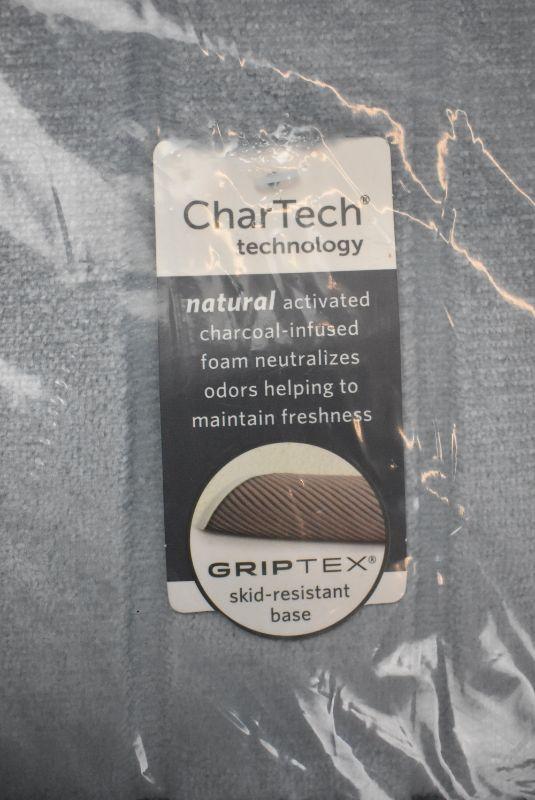 CharTech®
technology
natural activated
charcoal-infused
foam neutralizes
odors helping to
maintain freshness
GRIPTEX®
skid-resistant
base